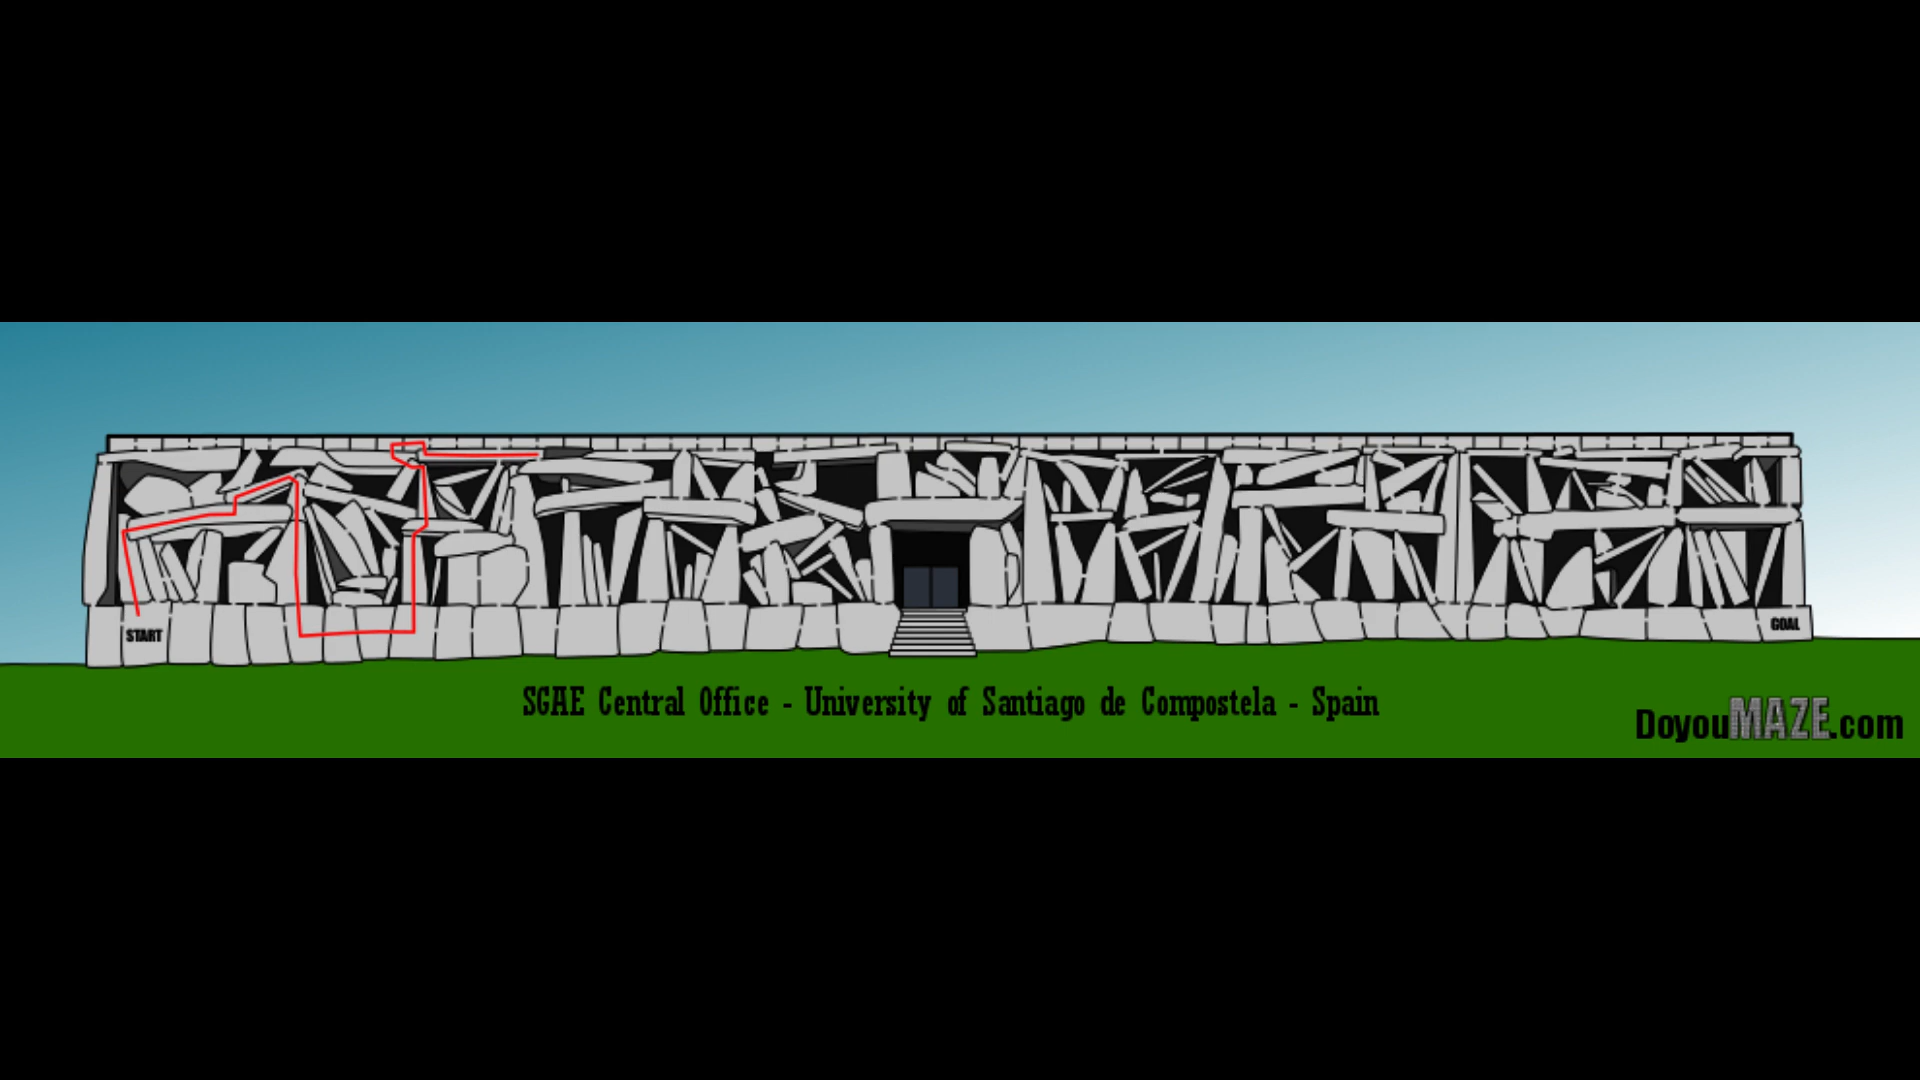 START
GOAL
SGAE Central Office - University of Santiago de Compostela - Spain
DoyouMAZE.com